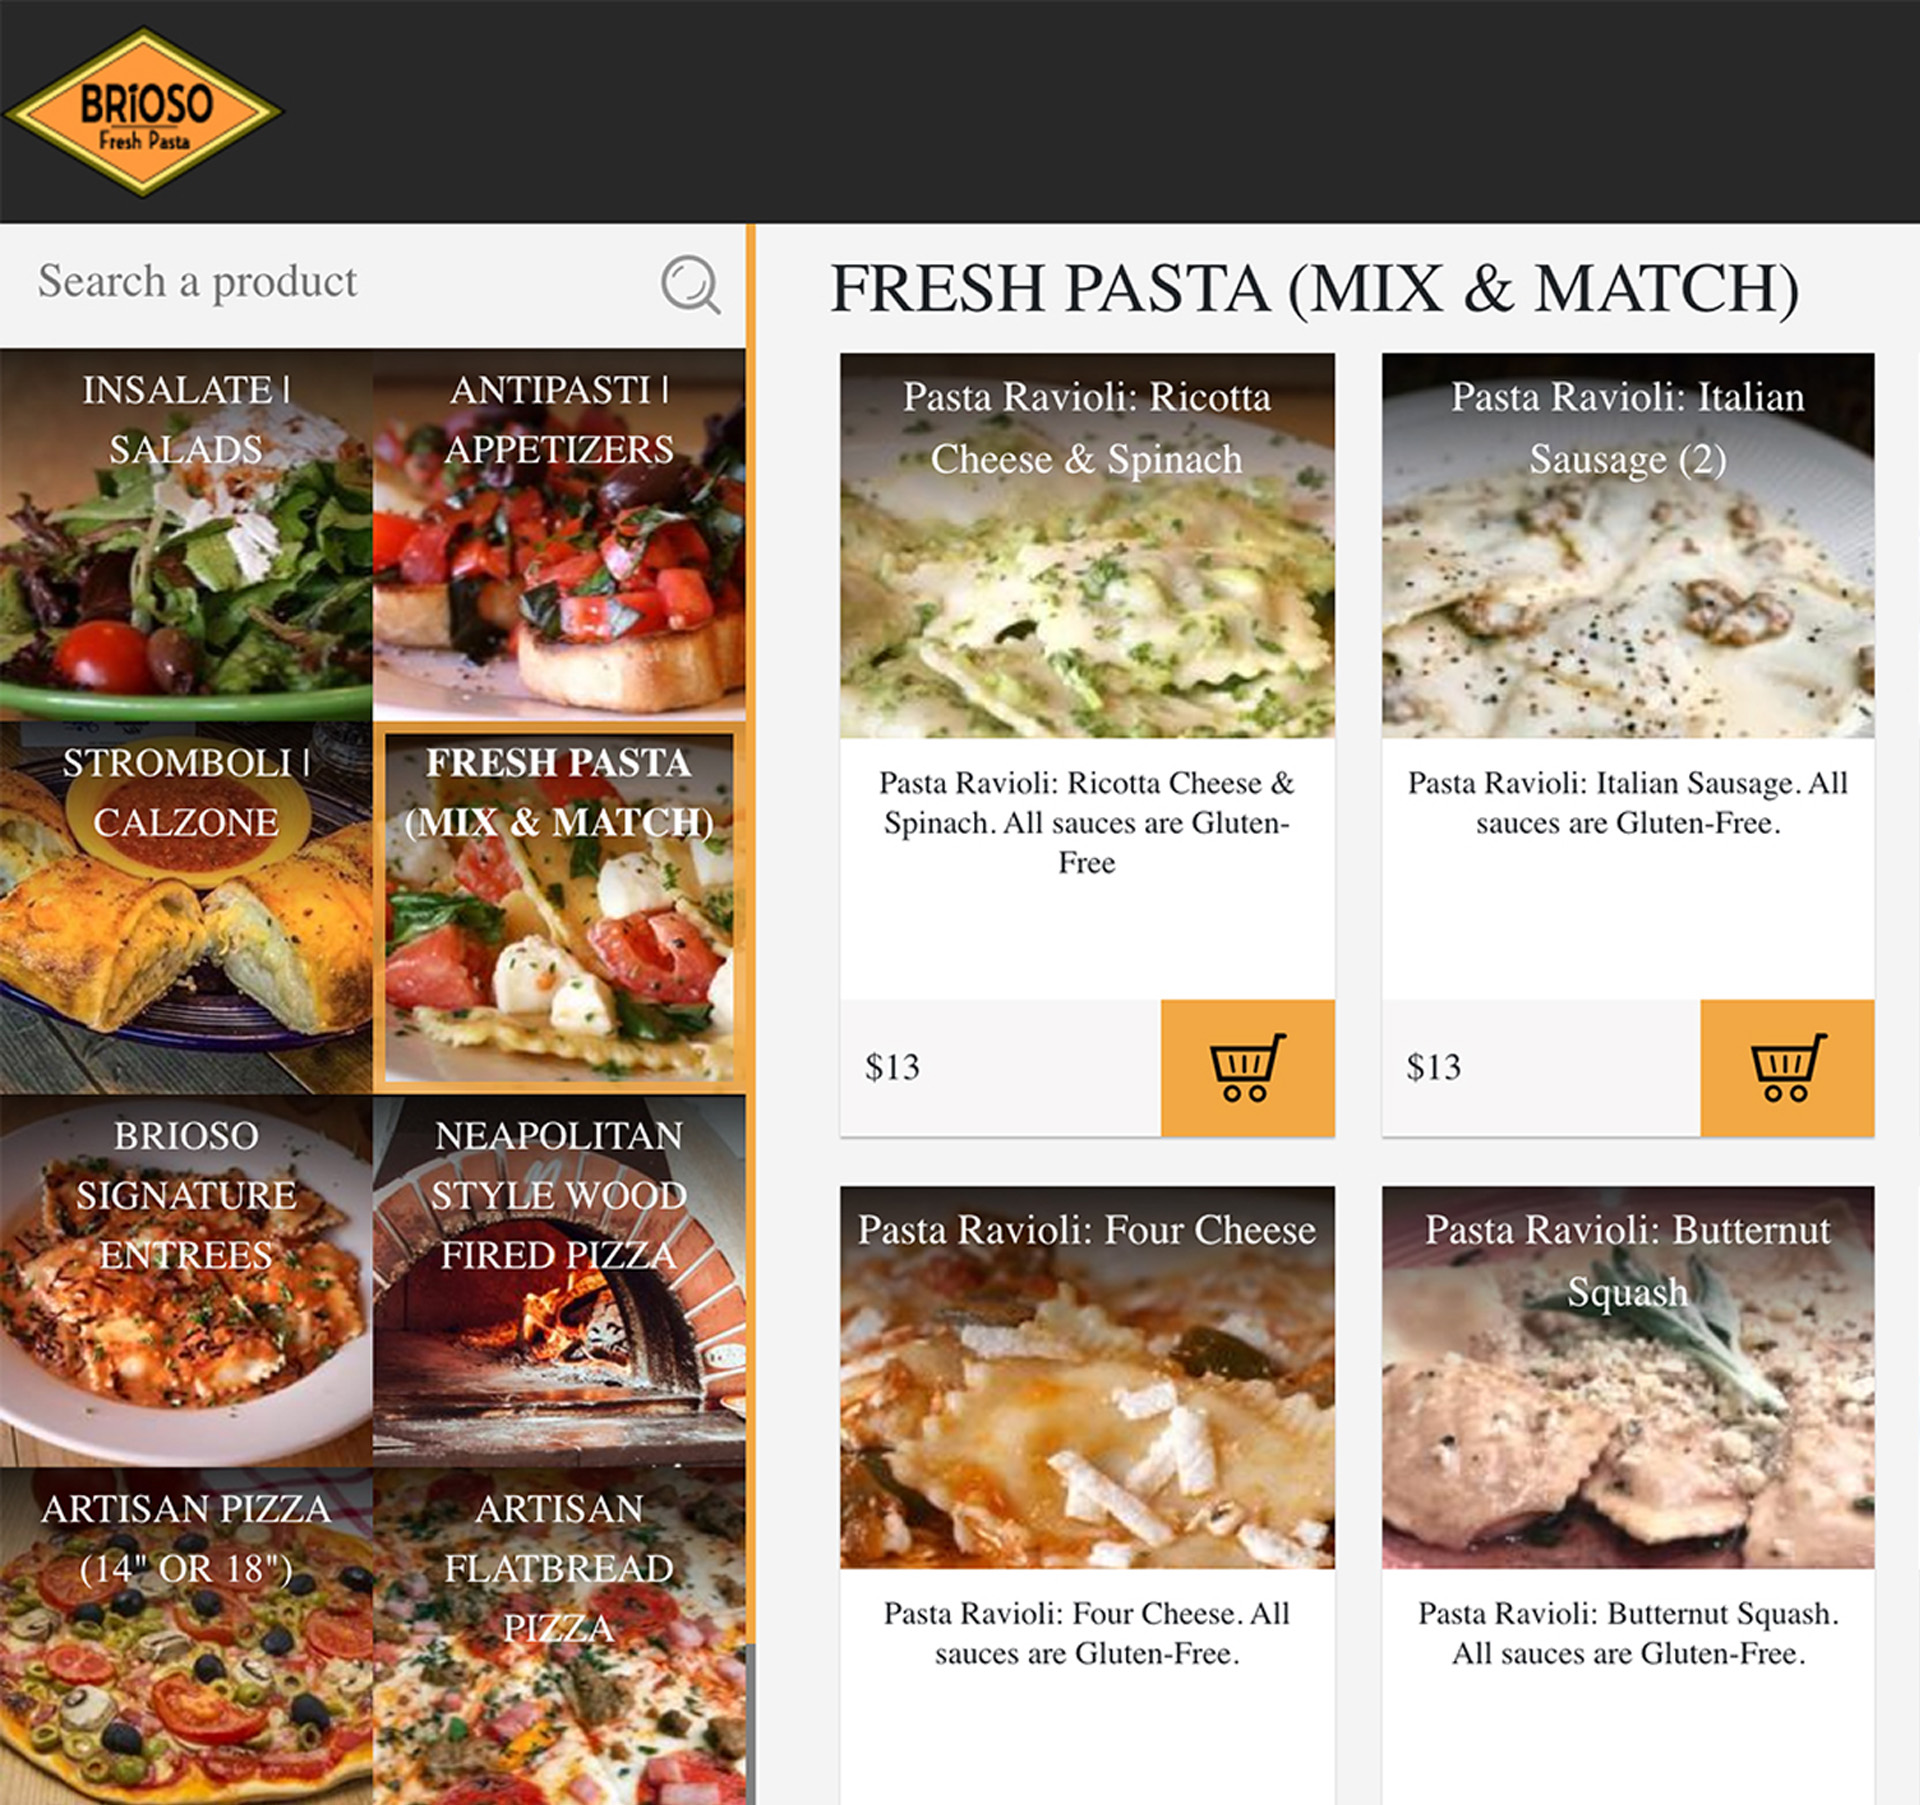 BRiOSO
Fresh Pasta
Search a product
INSALATE |
SALADS
ANTIPASTI |
APPETIZERS
STROMBOLI |
CALZONE
FRESH PASTA
(MIX & MATCH)
BRIOSO
SIGNATURE
ENTREES
NEAPOLITAN
STYLE WOOD
FIRED PIZZA
ARTISAN PIZZA
(14" OR 18")
ARTISAN
FLATBREAD
PIZZA
FRESH PASTA (MIX & MATCH)
Pasta Ravioli: Ricotta
Cheese & Spinach
Pasta Ravioli: Ricotta Cheese &
Spinach. All sauces are Gluten-
Free
$13
Pasta Ravioli: Italian
Sausage (2)
Pasta Ravioli: Italian Sausage. All
sauces are Gluten-Free.
$13
Pasta Ravioli: Four Cheese
Pasta Ravioli: Four Cheese. All
sauces are Gluten-Free.
Pasta Ravioli: Butternut
Squash
Pasta Ravioli: Butternut Squash.
All sauces are Gluten-Free.